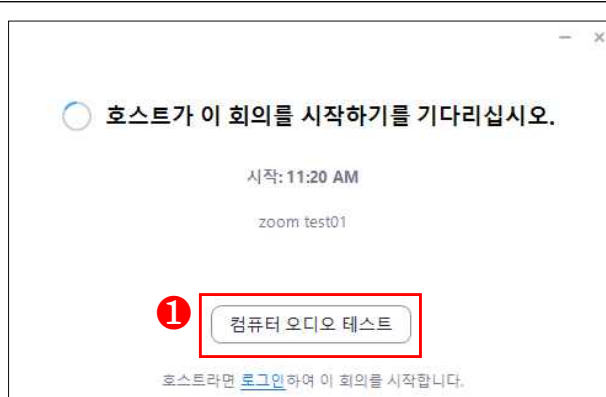 호스트가 이 회의를 시작하기를 기다리십시오.
시작: 11:20 AM
zoom test01
1
컴퓨터 오디오 테스트
호스트라면 로그인하여 이 회의를 시작합니다.